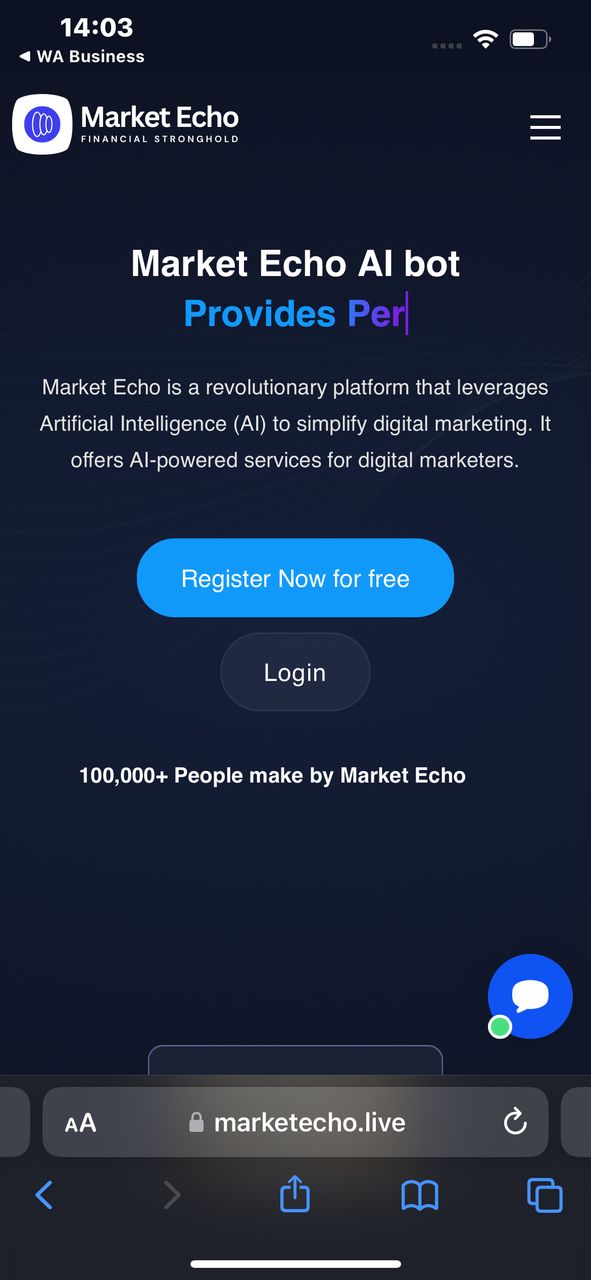 14:03
◀ WA Business
Market Echo
FINANCIAL STRONGHOLD
Market Echo AI bot
Provides Per
Market Echo is a revolutionary platform that leverages
Artificial Intelligence (AI) to simplify digital marketing. It
offers AI-powered services for digital marketers.
Register Now for free
Login
100,000+ People make by Market Echo
AA
marketecho.live